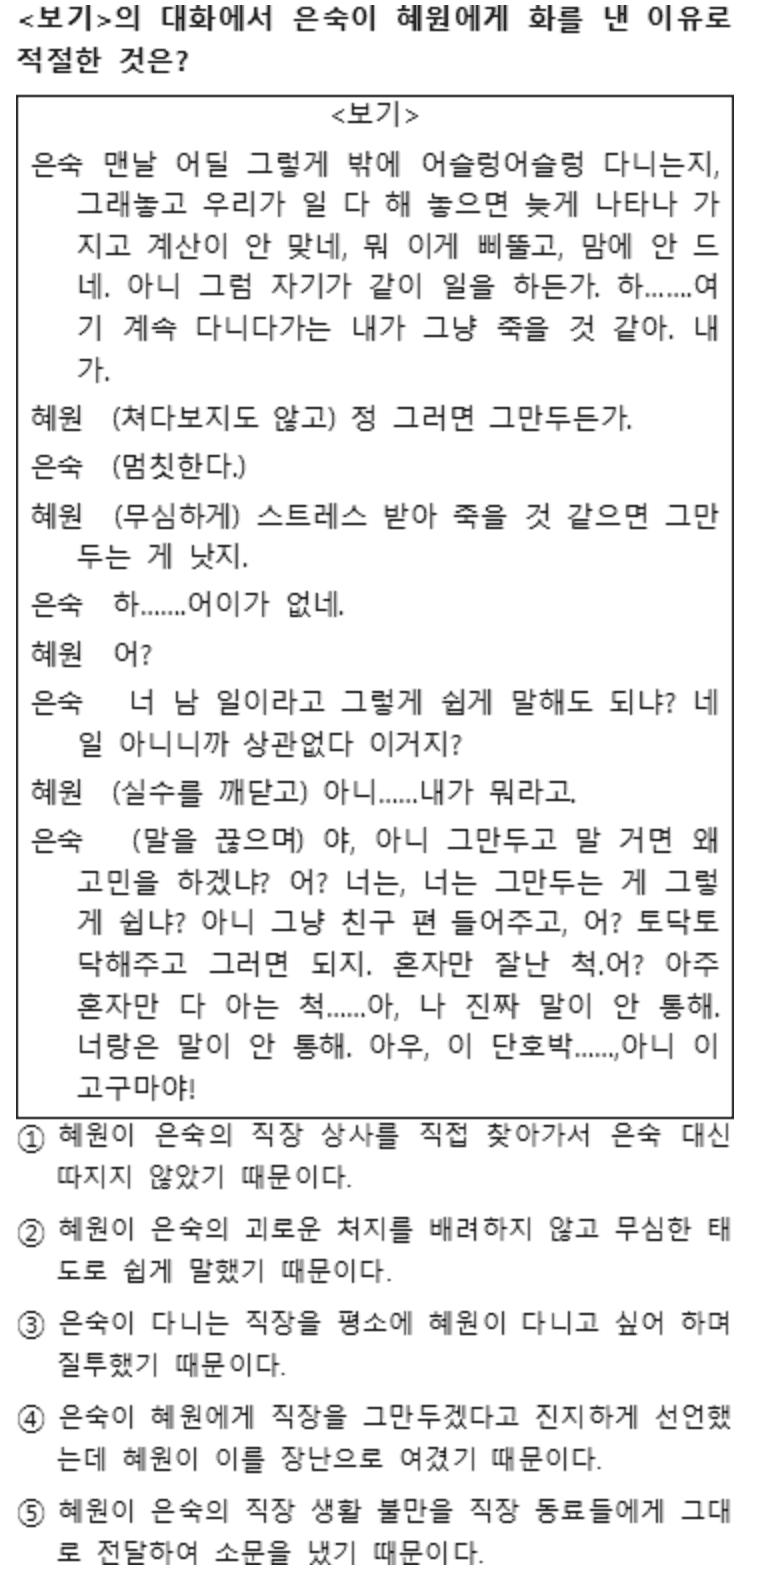 <보기>의 대화에서 은숙이 혜원에게 화를 낸 이유로
적절한 것은?
<보기>
은숙 맨날 어딜 그렇게 밖에 어슬렁어슬렁 다니는지,
그래놓고 우리가 일 다 해 놓으면 늦게 나타나 가
지고 계산이 안 맞네, 뭐 이게 삐뚤고, 맘에 안 드
네. 아니 그럼 자기가 같이 일을 하든가. 하.......여
기 계속 다니다가는 내가 그냥 죽을 것 같아. 내
가.
혜원 (쳐다보지도 않고) 정 그러면 그만두든가.
은숙 (멈칫한다.)
혜원 (무심하게) 스트레스 받아 죽을 것 같으면 그만
두는 게 낫지.
은숙 하.......어이가 없네.
혜원 어?
은숙 너 남 일이라고 그렇게 쉽게 말해도 되냐? 네
일 아니니까 상관없다 이거지?
혜원 (실수를 깨닫고) 아니......내가 뭐라고.
은숙 (말을 끊으며) 야, 아니 그만두고 말 거면 왜
고민을 하겠냐? 어? 너는, 너는 그만두는 게 그렇
게 쉽냐? 아니 그냥 친구 편 들어주고, 어? 토닥토
닥해주고 그러면 되지. 혼자만 잘난 척.어? 아주
혼자만 다 아는 척......아, 나 진짜 말이 안 통해.
너랑은 말이 안 통해. 아우, 이 단호박......,아니 이
고구마야!
① 혜원이 은숙의 직장 상사를 직접 찾아가서 은숙 대신
따지지 않았기 때문이다.
② 혜원이 은숙의 괴로운 처지를 배려하지 않고 무심한 태
도로 쉽게 말했기 때문이다.
③ 은숙이 다니는 직장을 평소에 혜원이 다니고 싶어 하며
질투했기 때문이다.
④ 은숙이 혜원에게 직장을 그만두겠다고 진지하게 선언했
는데 혜원이 이를 장난으로 여겼기 때문이다.
⑤ 혜원이 은숙의 직장 생활 불만을 직장 동료들에게 그대
로 전달하여 소문을 냈기 때문이다.